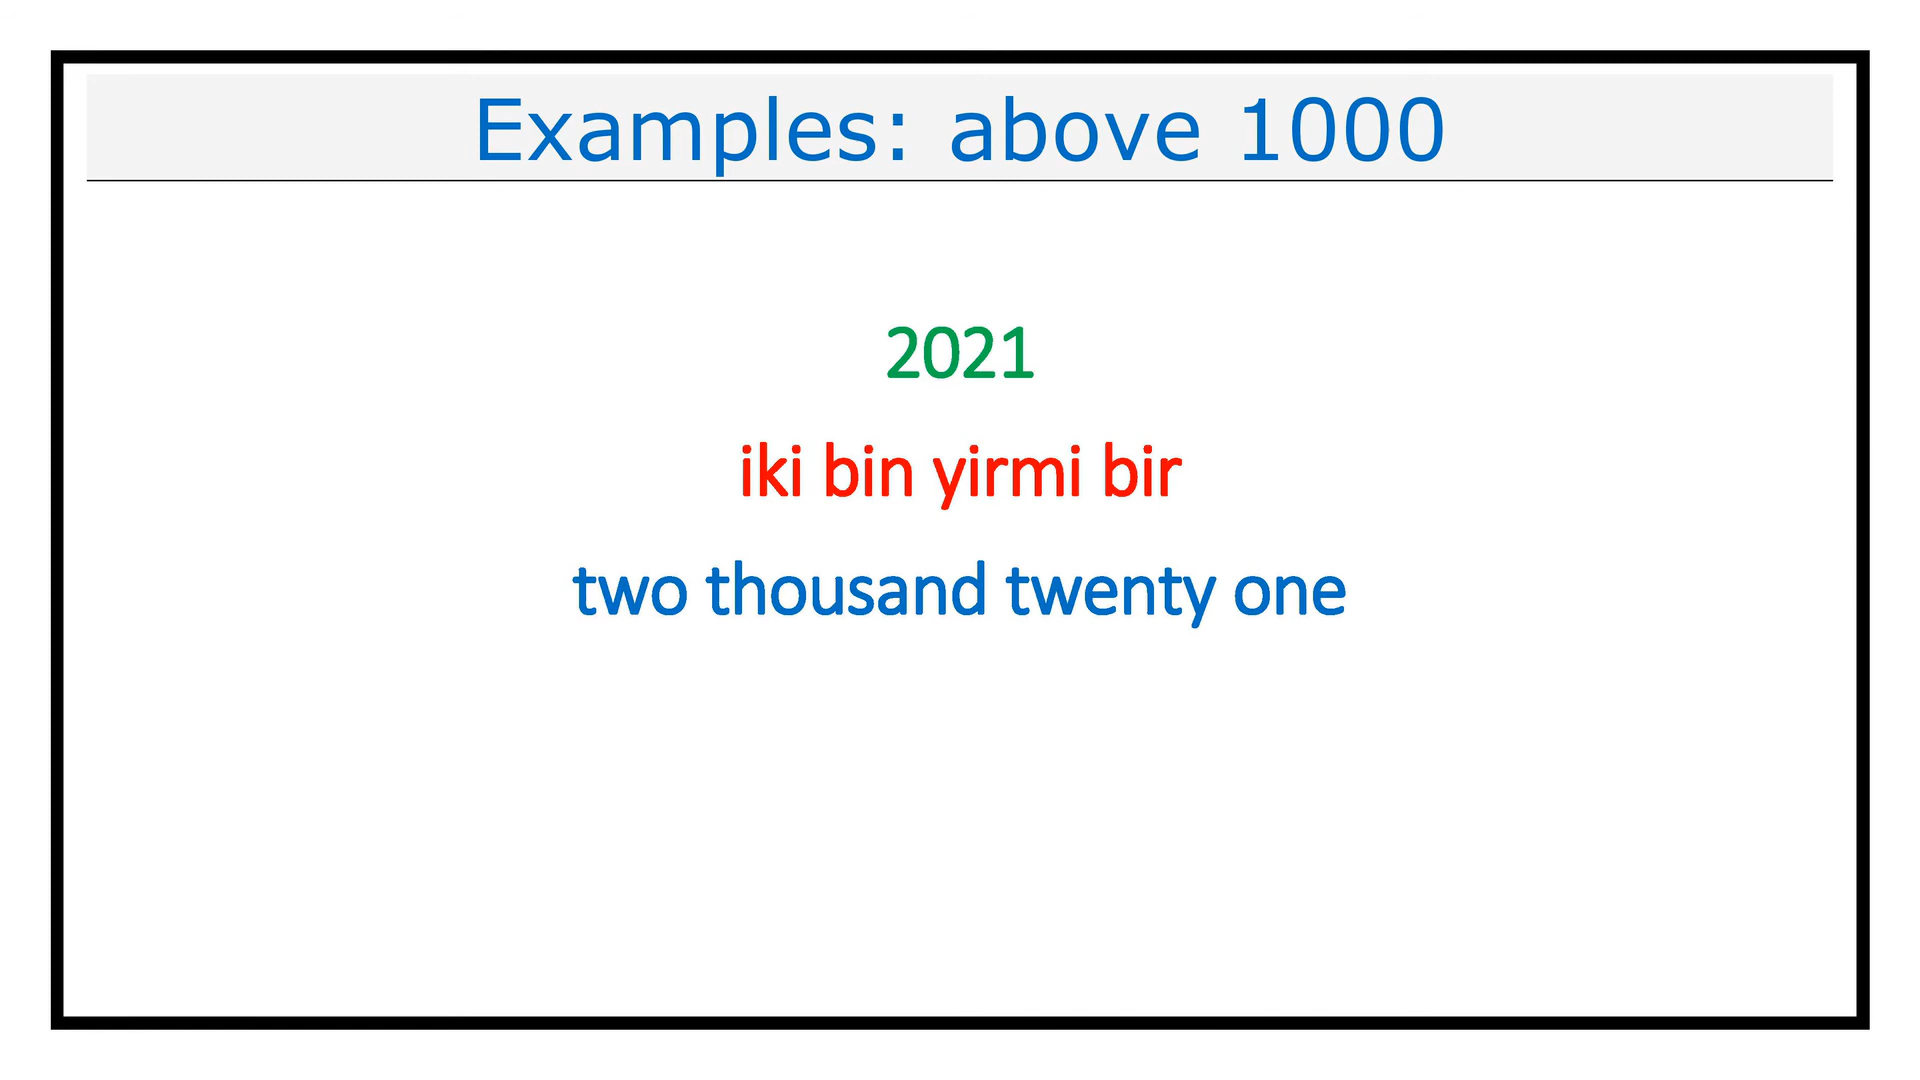 Examples: above 1000
2021
iki bin yirmi bir
two thousand twenty one